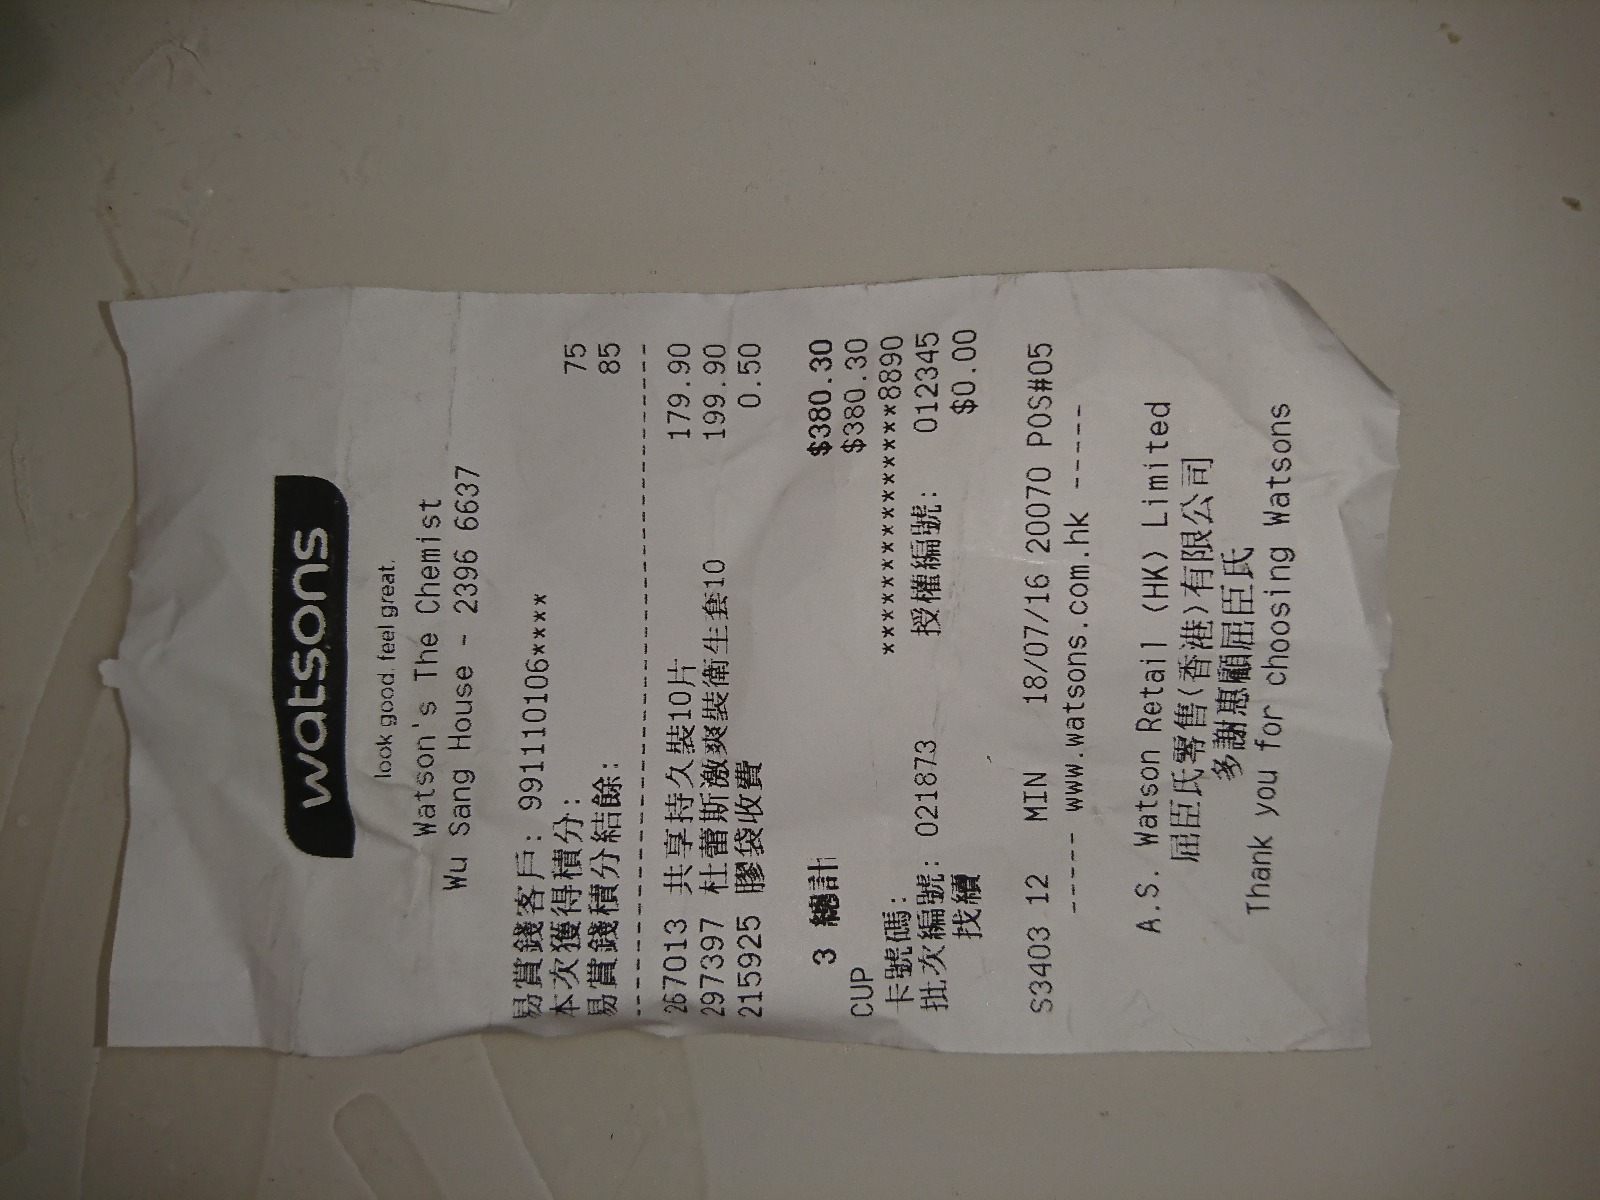 watsons
look good. feel great.
Watson's The Chemist
Wu Sang House - 2396 6637
易賞錢客戶: 991110106****
本次獲得積分: 75
易賞錢積分結餘: 85
267013 共享持久裝10片 179.90
297397 杜蕾斯激爽裝衛生套10 199.90
215925 膠袋收費 0.50
3 總計 $380.30
CUP $380.30
卡號碼: ***************8890
批次編號: 021873 授權編號: 012345
找續 $0.00
S3403 12 MIN 18/07/16 20070 POS#05
----- www.watsons.com.hk -----
A.S. Watson Retail (HK) Limited
屈臣氏零售(香港)有限公司
多謝惠顧屈臣氏
Thank you for choosing Watsons